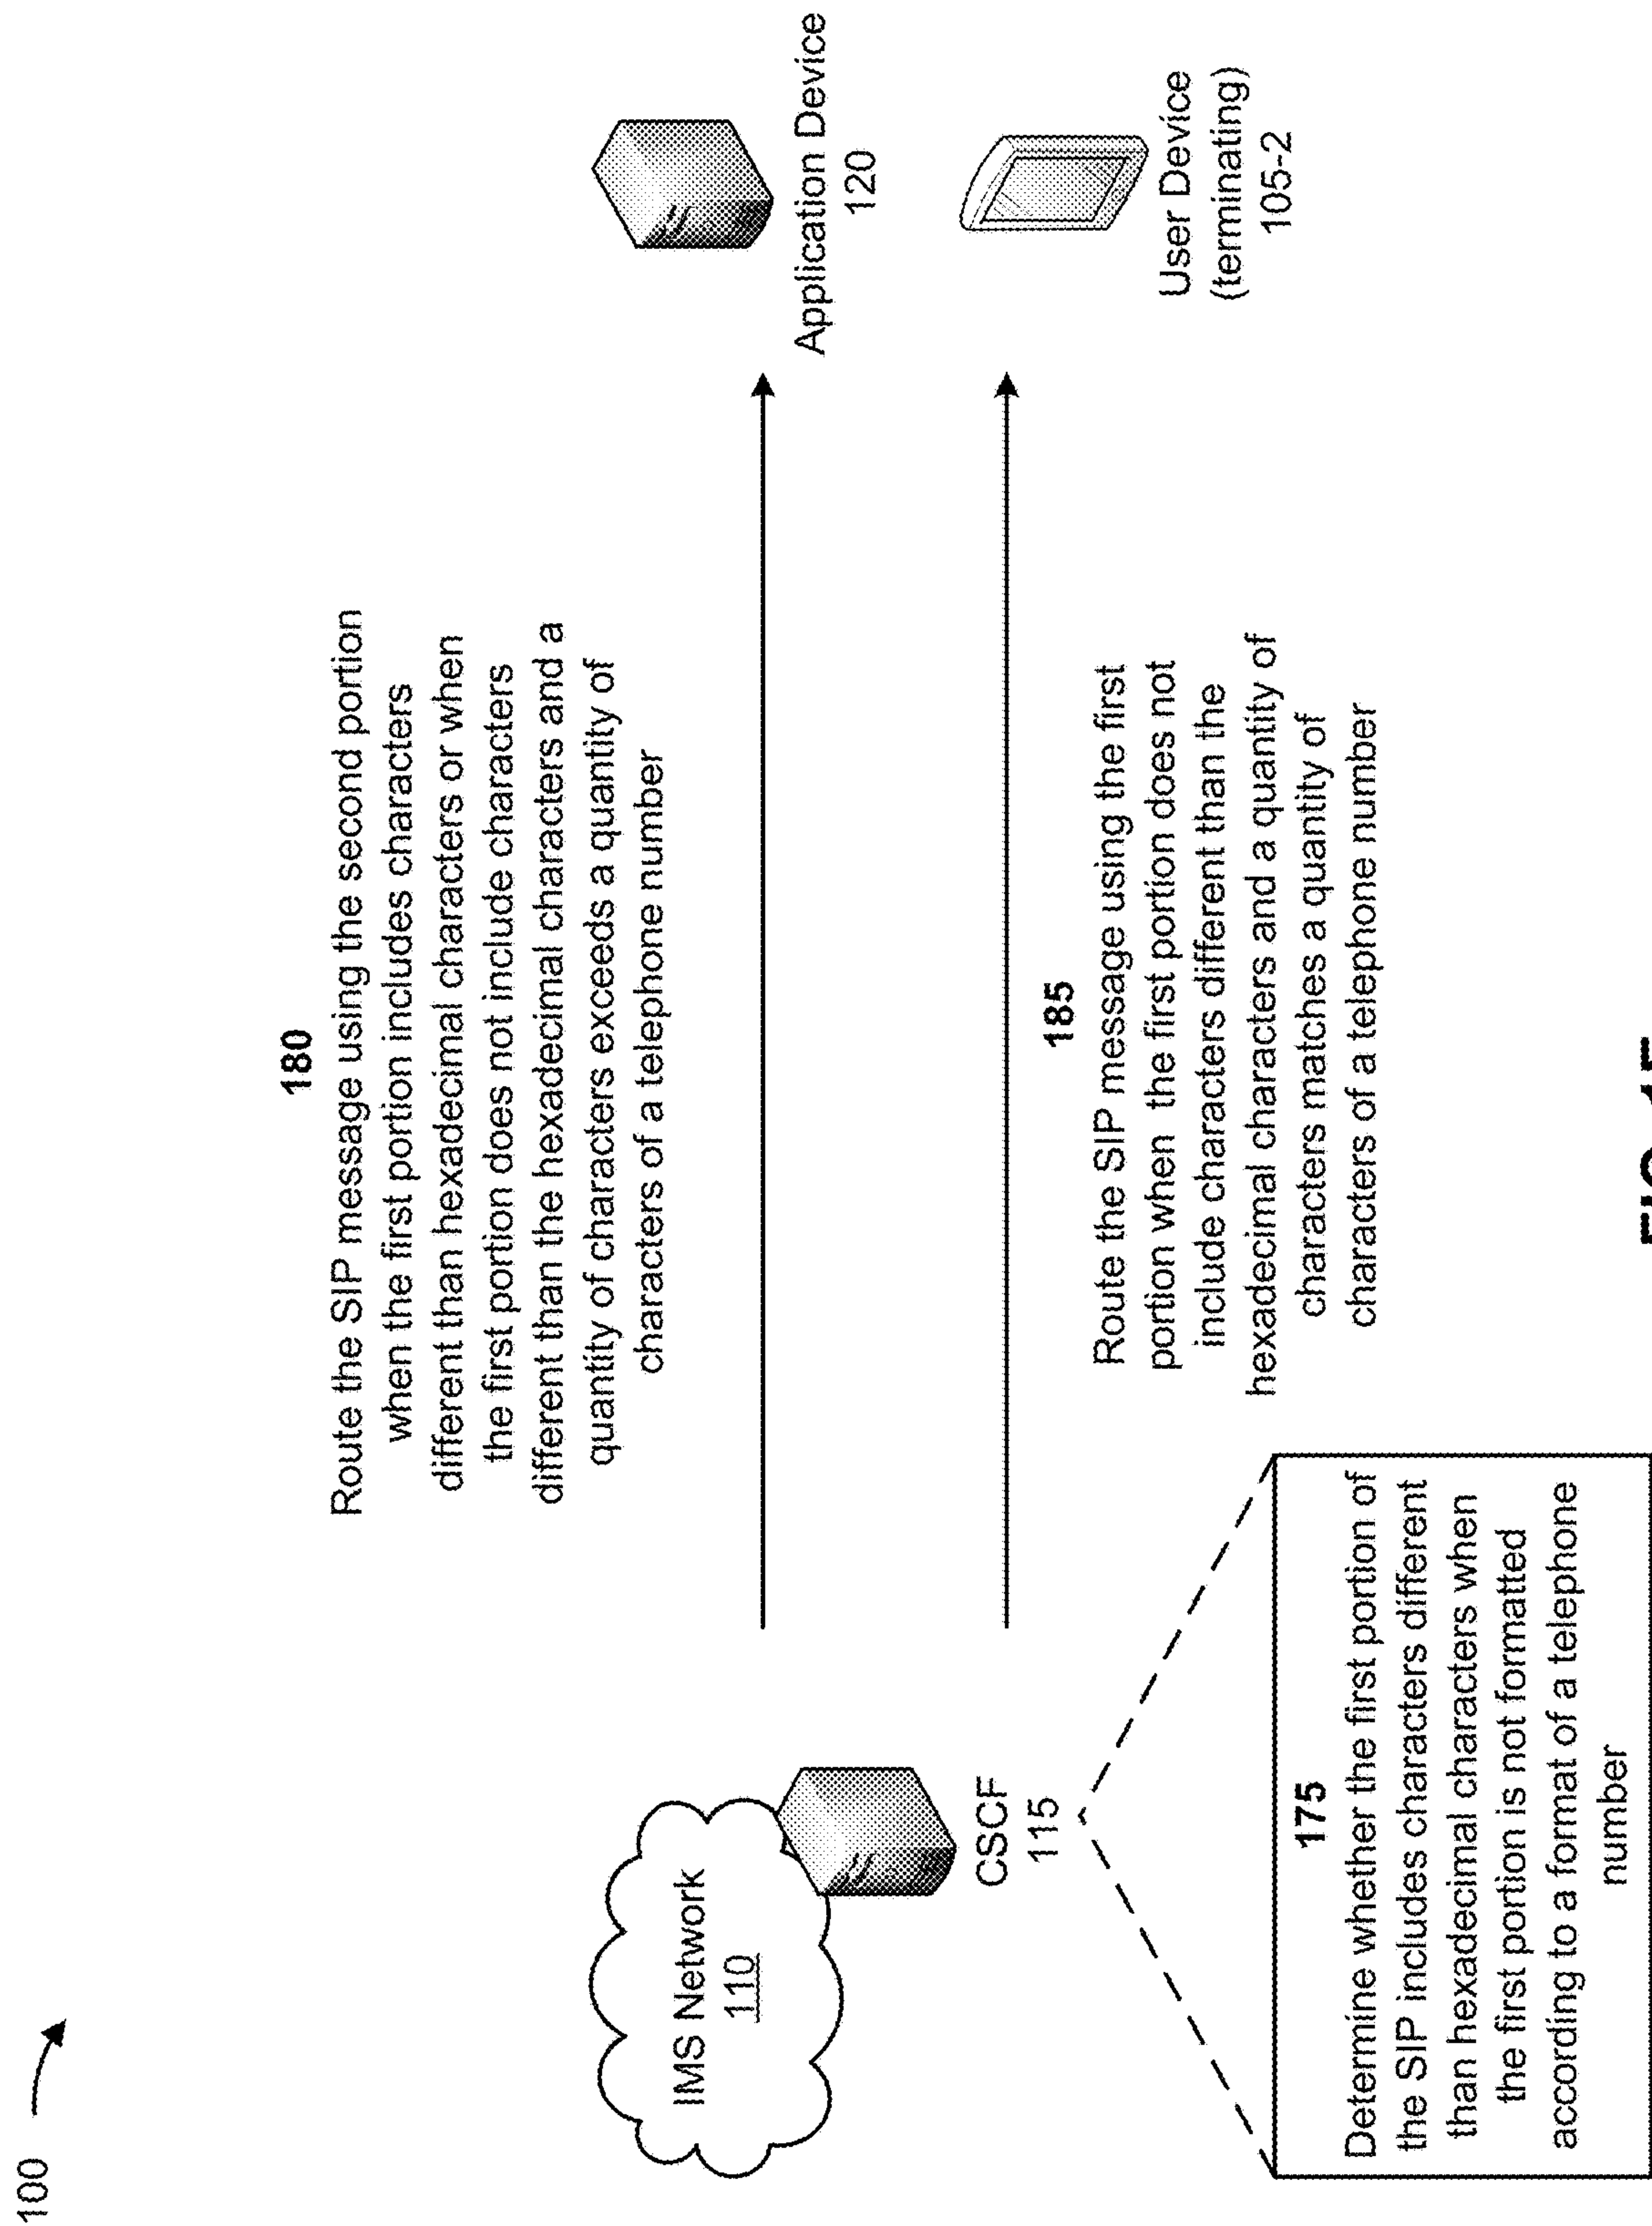 100
180
Route the SIP message using the second portion
when the first portion includes characters
different than hexadecimal characters or when
the first portion does not include characters
different than the hexadecimal characters and a
quantity of characters exceeds a quantity of
characters of a telephone number
Application Device
120
IMS Network
110
CSCF
115
185
Route the SIP message using the first
portion when the first portion does not
include characters different than the
hexadecimal characters and a quantity of
characters matches a quantity of
characters of a telephone number
User Device
(terminating)
105-2
175
Determine whether the first portion of
the SIP includes characters different
than hexadecimal characters when
the first portion is not formatted
according to a format of a telephone
number